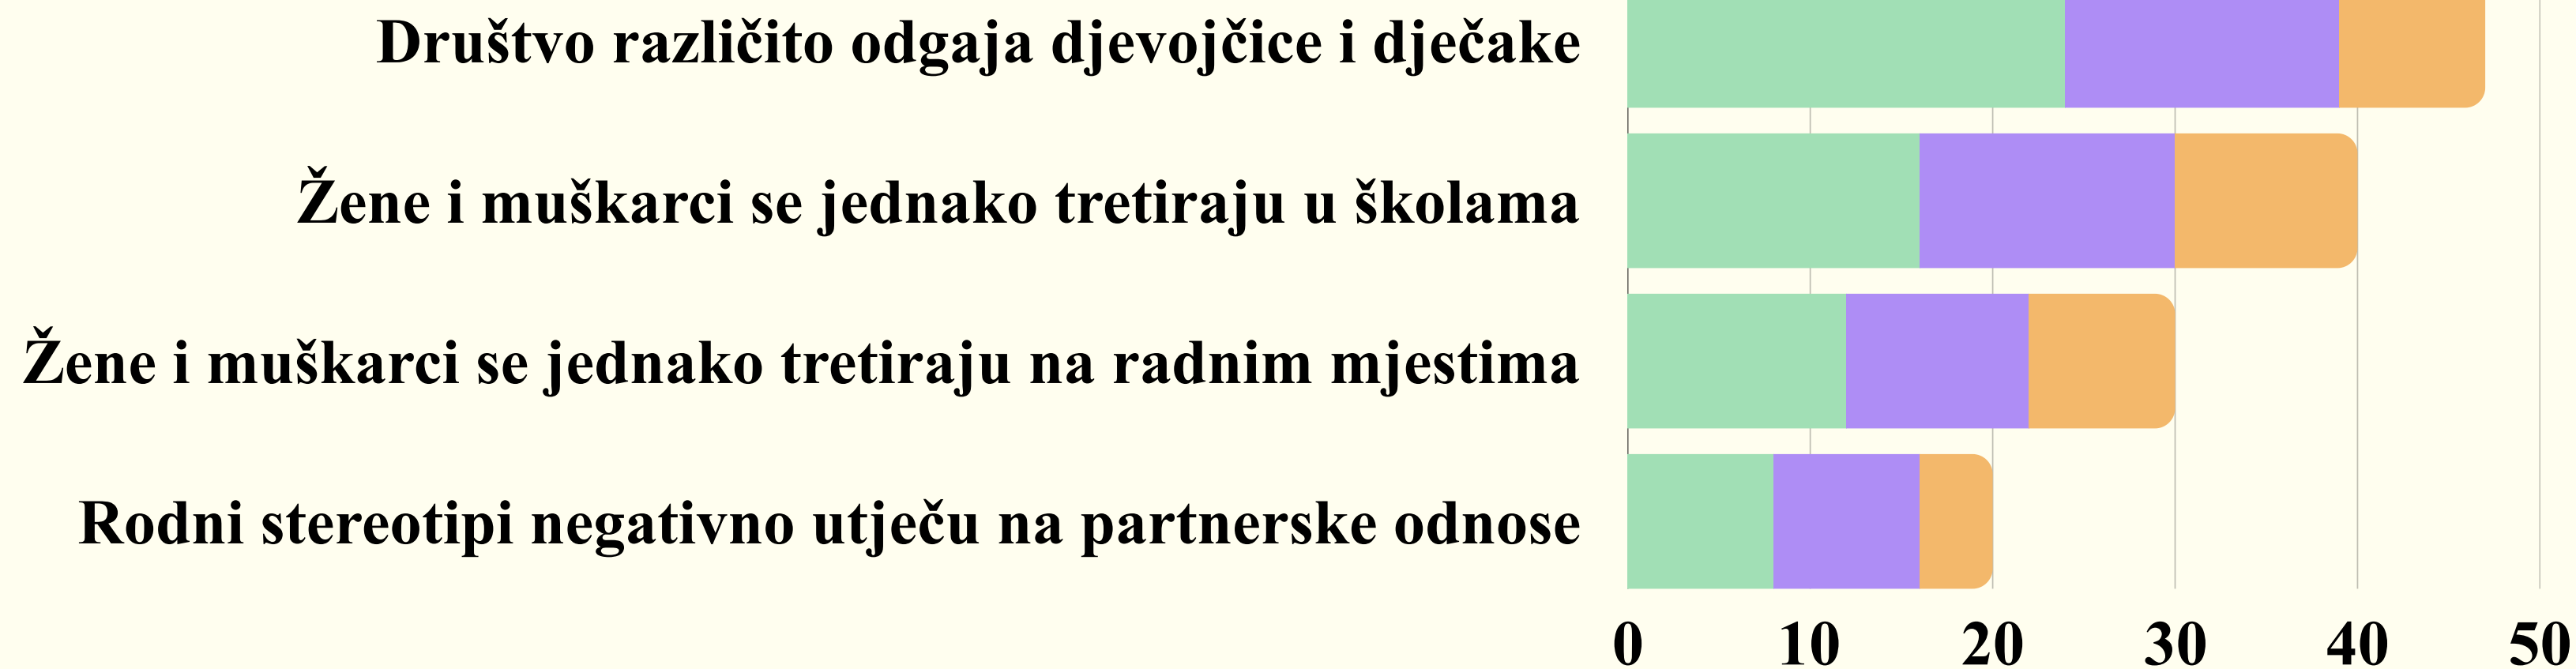 Društvo različito odgaja djevojčice i dječake
Žene i muškarci se jednako tretiraju u školama
Žene i muškarci se jednako tretiraju na radnim mjestima
Rodni stereotipi negativno utječu na partnerske odnose
0 10 20 30 40 50